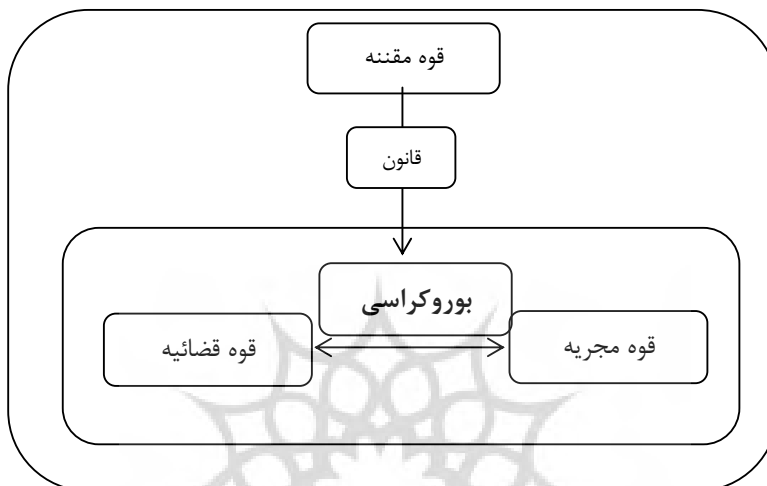 قوه مقننه
قانون
بوروکراسی
قوه مجریه
قوه قضائیه